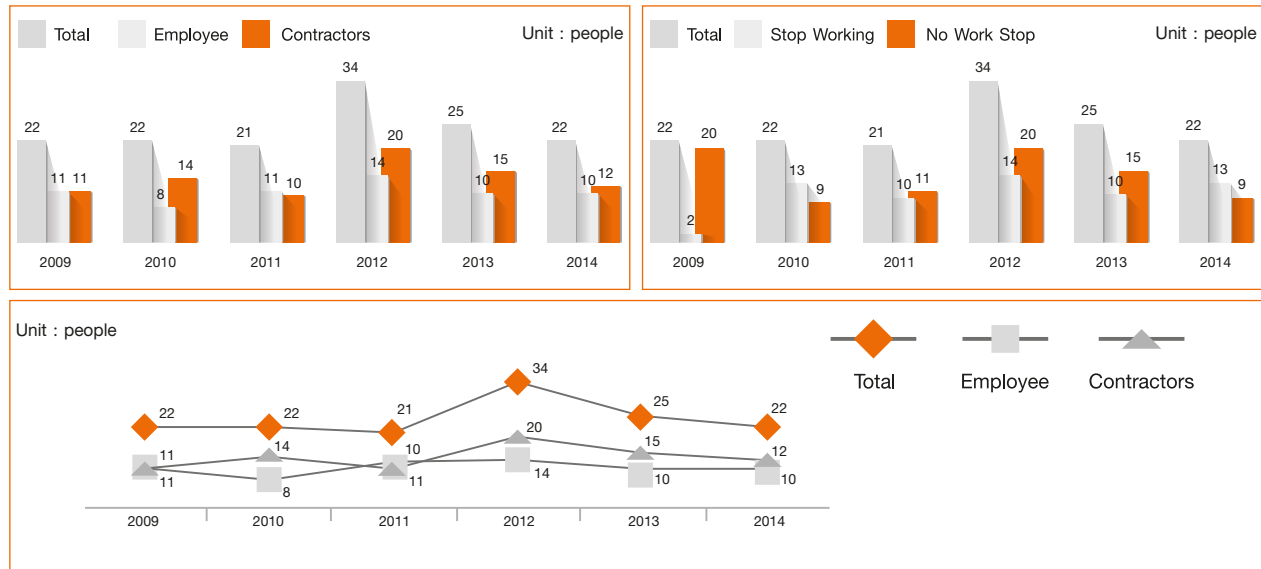 Total Employee Contractors Unit : people
34
25
22 22 21 22
20
14 14 15
11 11 11 10 12
8 10 10
2009 2010 2011 2012 2013 2014
Total Stop Working No Work Stop Unit : people
34
25
22 20 22 21 22
20
13 14 15 13
9 10 11 10 9
2
2009 2010 2011 2012 2013 2014
Unit : people
Total Employee Contractors
34
22 22 21 25 22
20
11 14 10 15 12
11 8 11 14 10 10
2009 2010 2011 2012 2013 2014